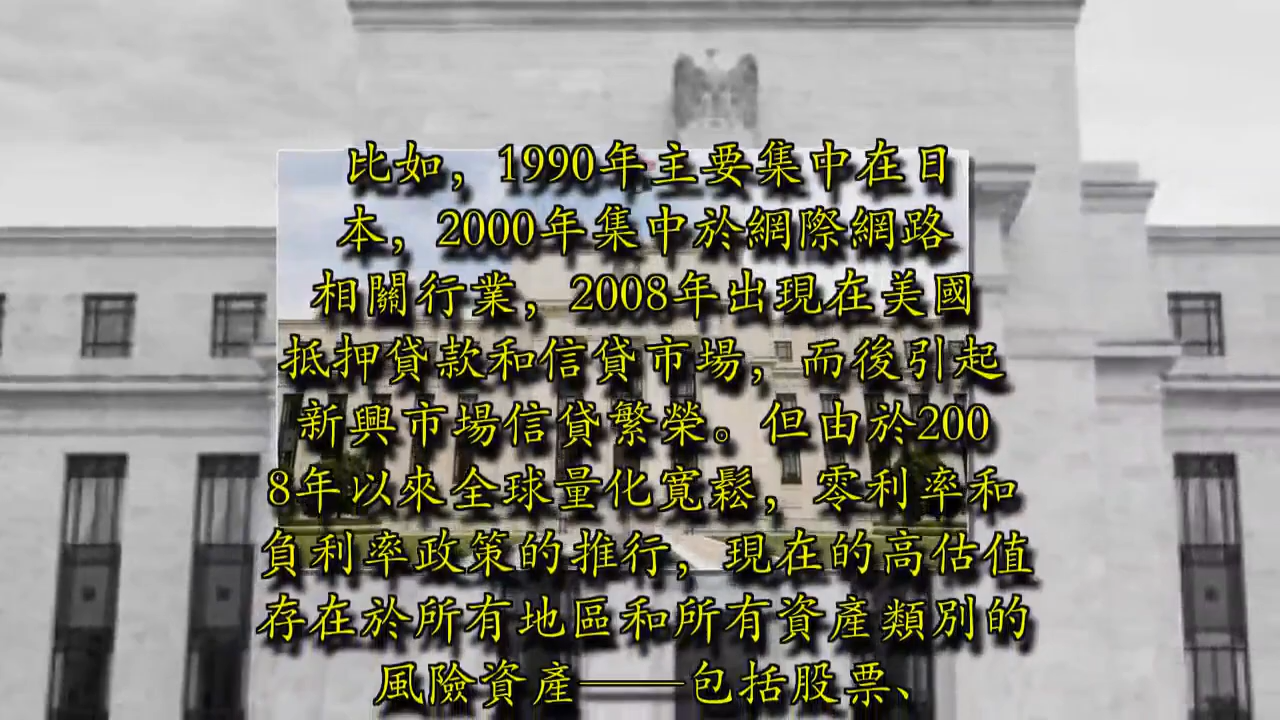 比如，1990年主要集中在日
本，2000年集中於網際網路
相關行業，2008年出現在美國
抵押貸款和信貸市場，而後引起
新興市場信貸繁榮。但由於200
8年以來全球量化寬鬆，零利率和
負利率政策的推行，現在的高估值
存在於所有地區和所有資產類別的
風險資產——包括股票、